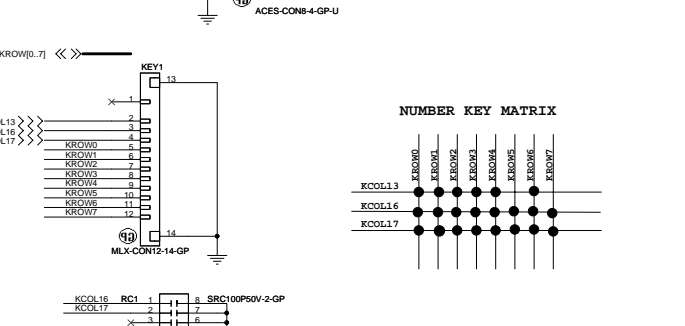 ACES-CON8-4-GP-U
KROW[0..7]
KEY1
13
1
2
3
4
KROW0 5
KROW1 6
KROW2 7
KROW3 8
KROW4 9
KROW5 10
KROW6 11
KROW7 12
14
MLX-CON12-14-GP
NUMBER KEY MATRIX
KROW0
KROW1
KROW2
KROW3
KROW4
KROW5
KROW6
KROW7
KCOL13
KCOL16
KCOL17
KCOL16 RC1 1 8 SRC100P50V-2-GP
KCOL17 2 7
3 6